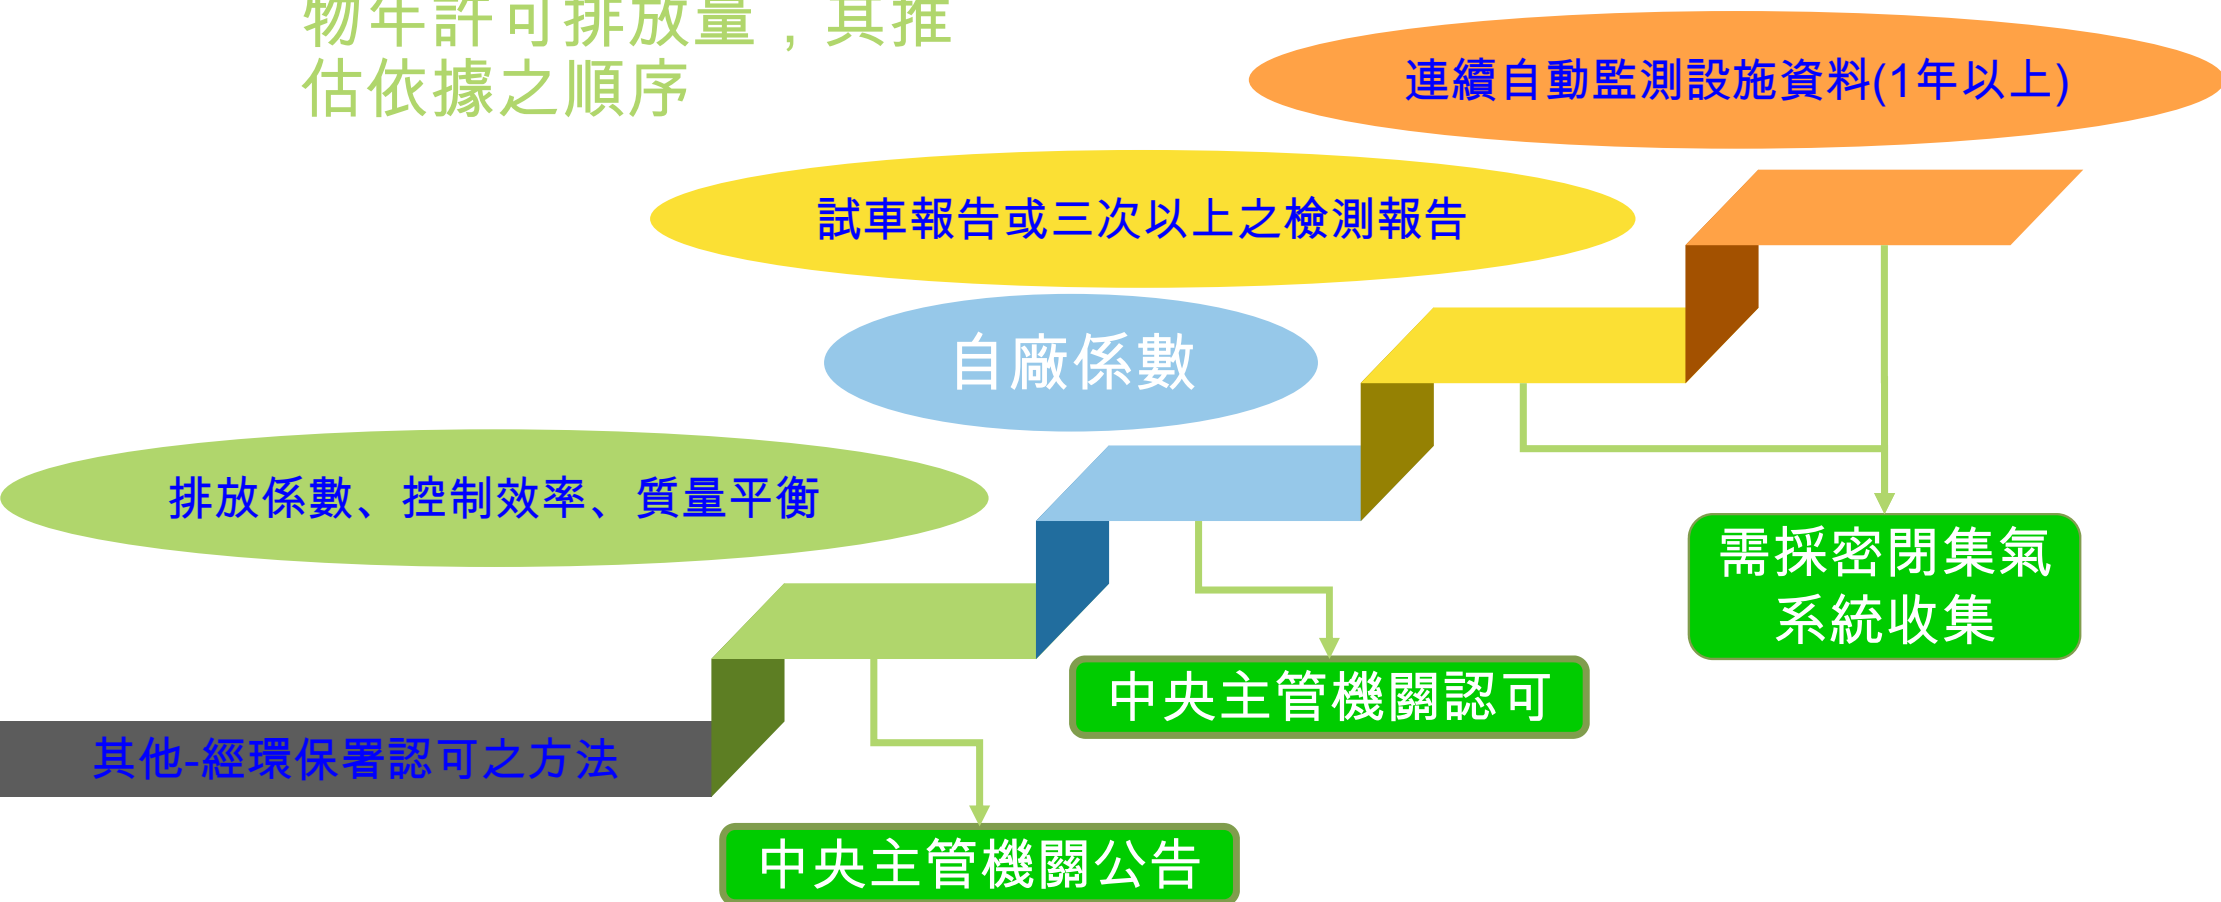 物年許可排放量，其推
估依據之順序
連續自動監測設施資料(1年以上)
試車報告或三次以上之檢測報告
自廠係數
排放係數、控制效率、質量平衡
需採密閉集氣
系統收集
中央主管機關認可
其他-經環保署認可之方法
中央主管機關公告